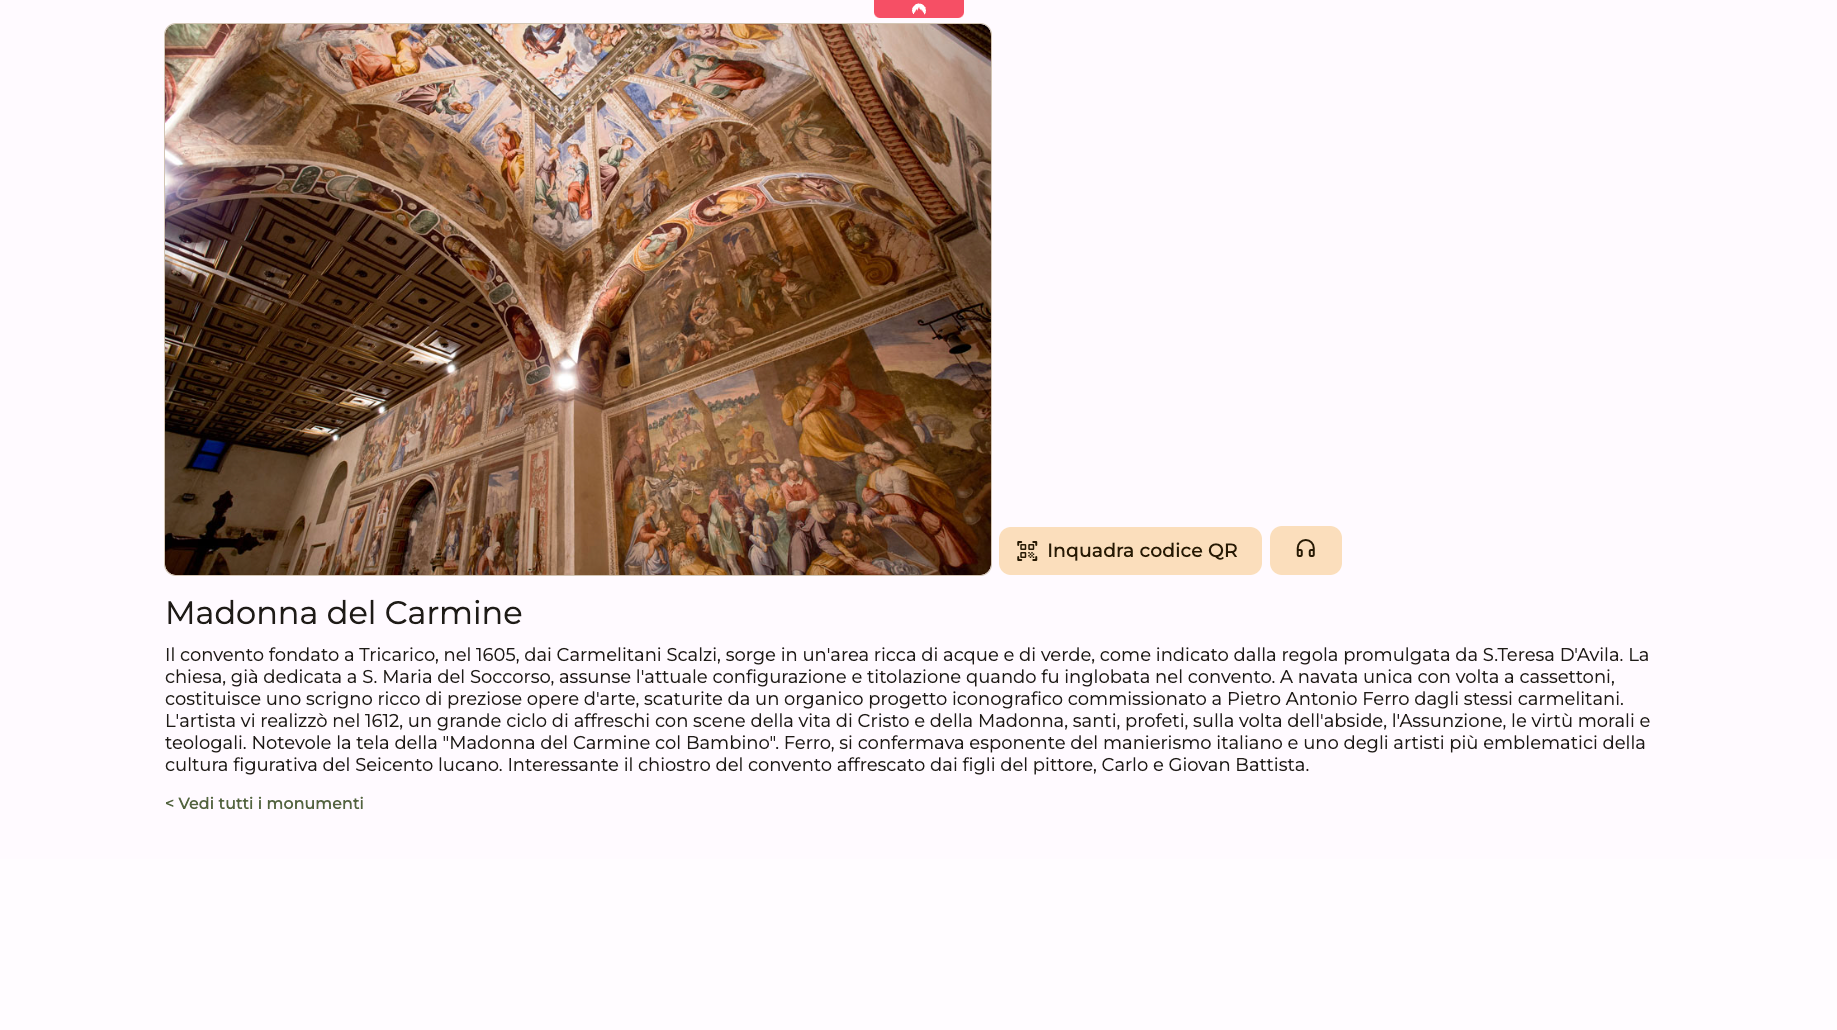 Inquadra codice QR
Madonna del Carmine
Il convento fondato a Tricarico, nel 1605, dai Carmelitani Scalzi, sorge in un'area ricca di acque e di verde, come indicato dalla regola promulgata da S.Teresa D'Avila. La
chiesa, già dedicata a S. Maria del Soccorso, assunse l'attuale configurazione e titolazione quando fu inglobata nel convento. A navata unica con volta a cassettoni,
costituisce uno scrigno ricco di preziose opere d'arte, scaturite da un organico progetto iconografico commissionato a Pietro Antonio Ferro dagli stessi carmelitani.
L'artista vi realizzò nel 1612, un grande ciclo di affreschi con scene della vita di Cristo e della Madonna, santi, profeti, sulla volta dell'abside, l'Assunzione, le virtù morali e
teologali. Notevole la tela della "Madonna del Carmine col Bambino". Ferro, si confermava esponente del manierismo italiano e uno degli artisti più emblematici della
cultura figurativa del Seicento lucano. Interessante il chiostro del convento affrescato dai figli del pittore, Carlo e Giovan Battista.
< Vedi tutti i monumenti